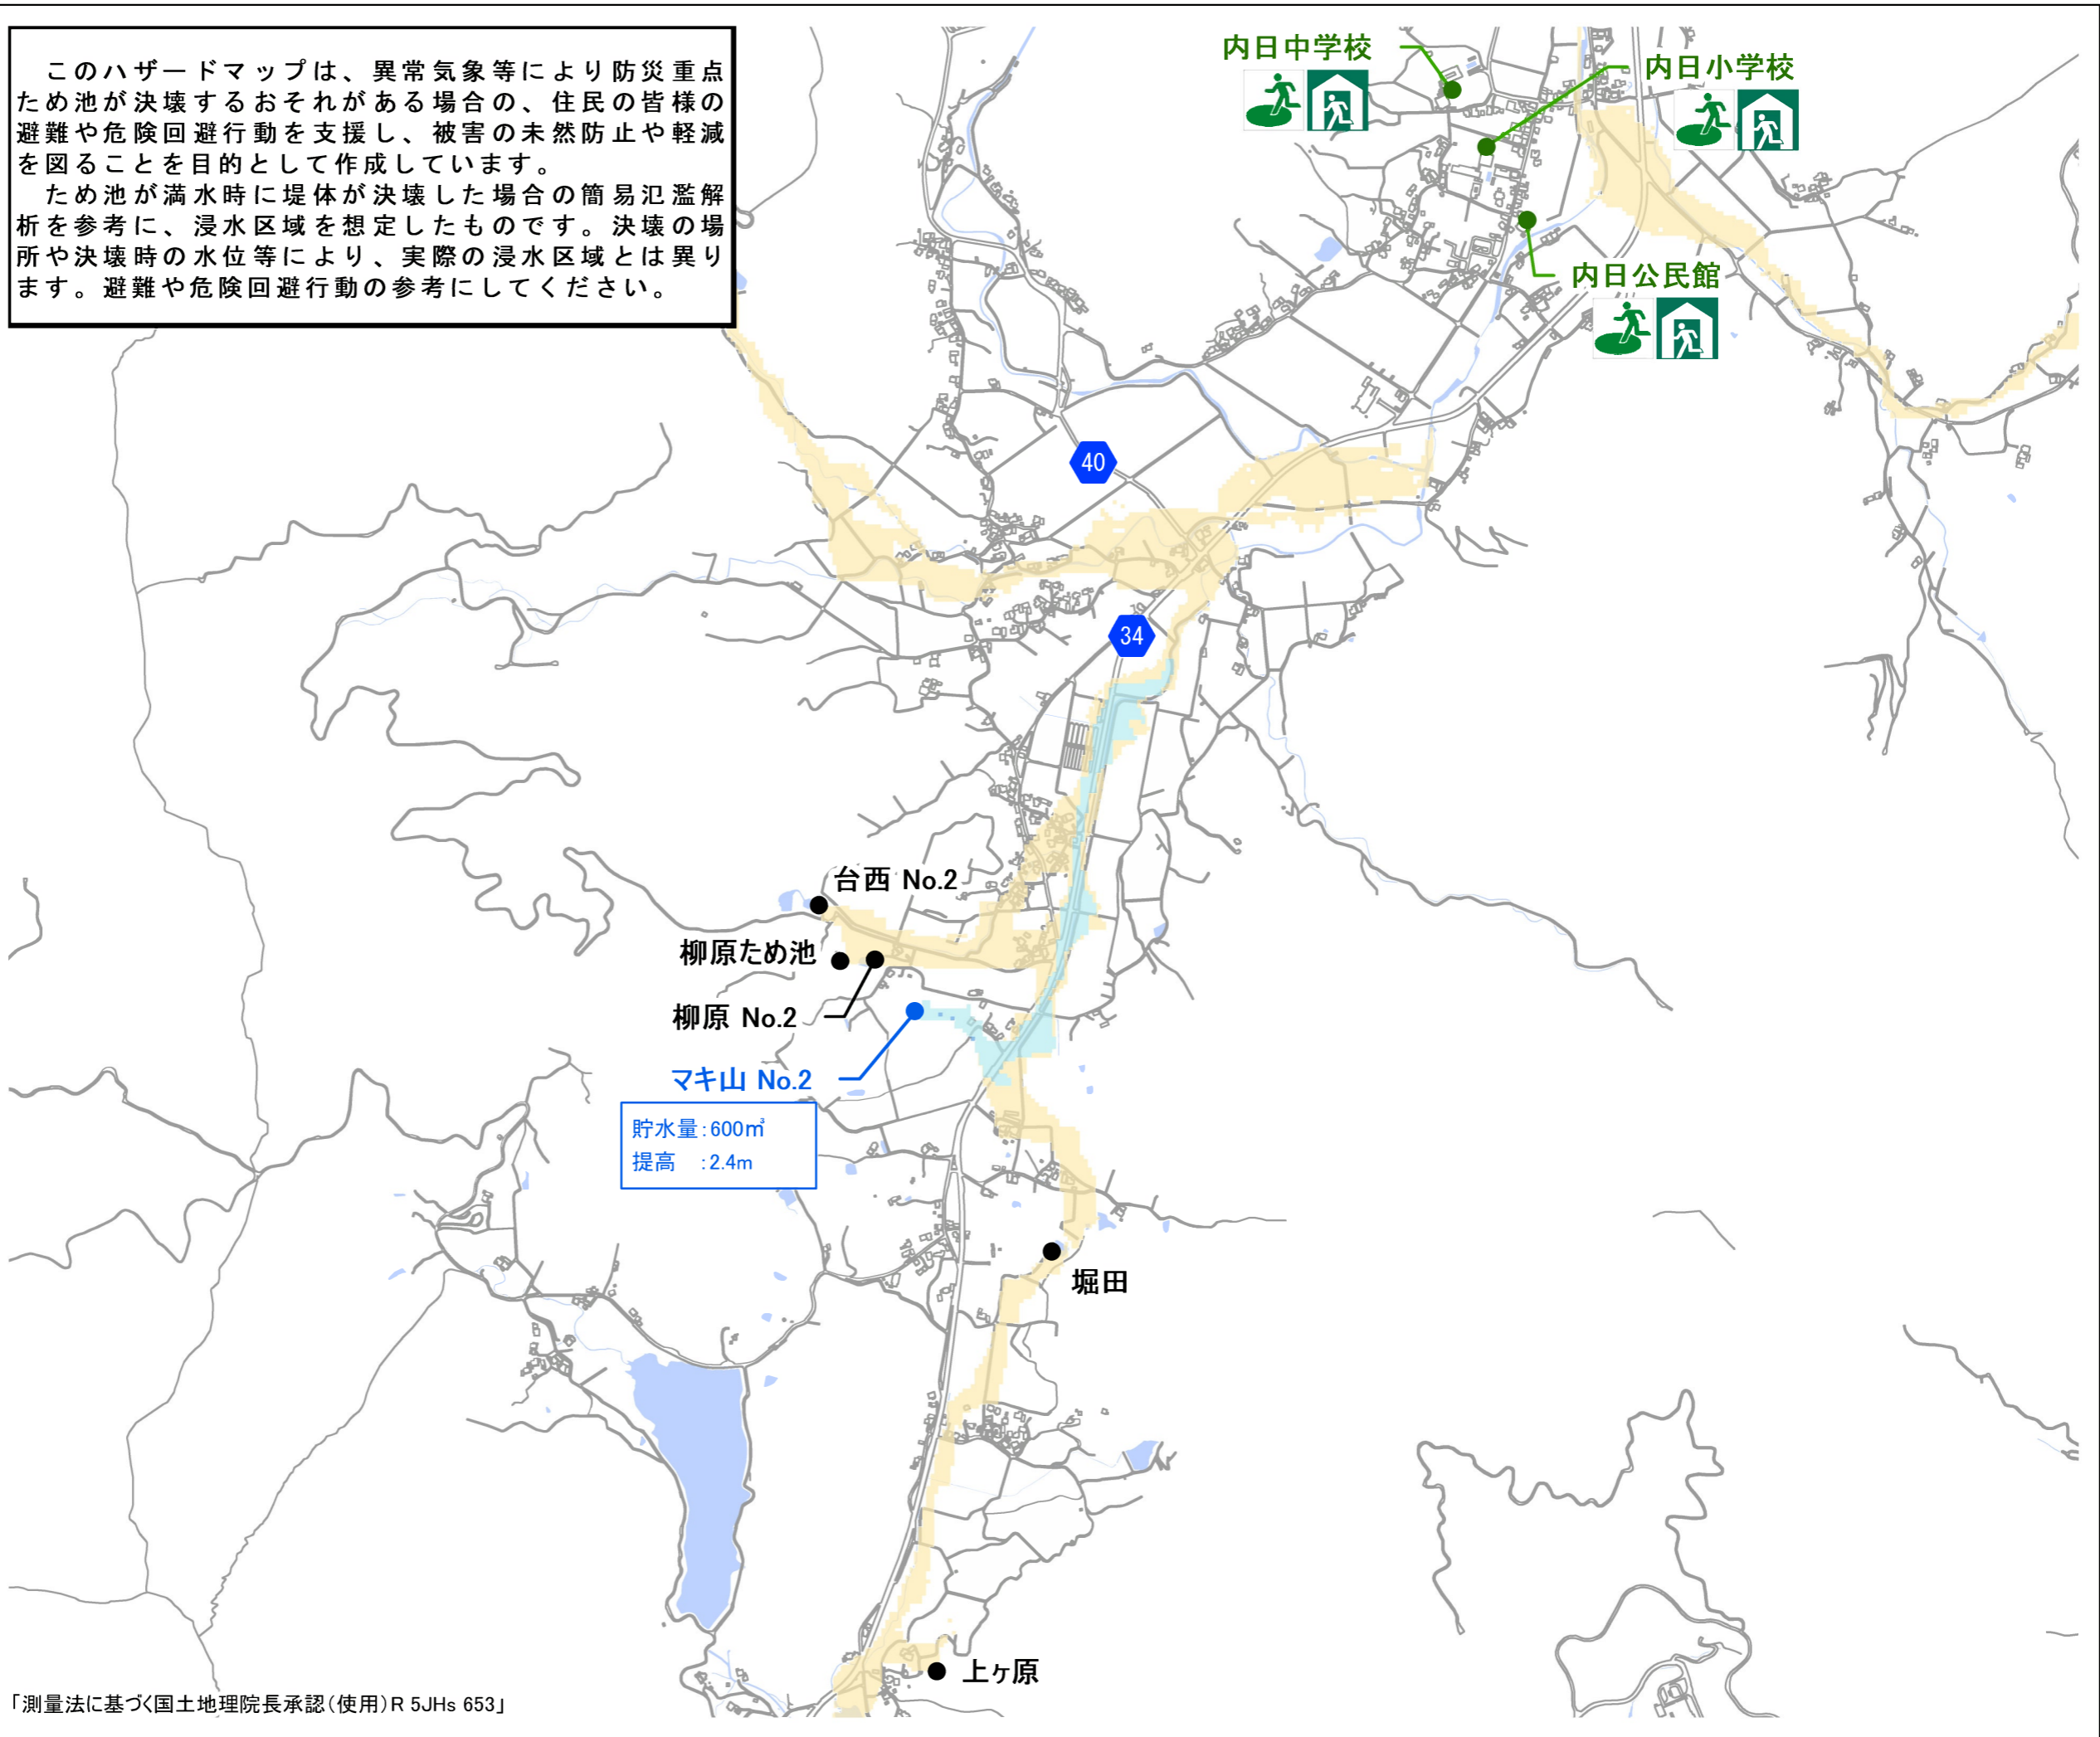 このハザードマップは、異常気象等により防災重点
ため池が決壊するおそれがある場合の、住民の皆様の
避難や危険回避行動を支援し、被害の未然防止や軽減
を図ることを目的として作成しています。
ため池が満水時に堤体が決壊した場合の簡易氾濫解
析を参考に、浸水区域を想定したものです。決壊の場
所や決壊時の水位等により、実際の浸水区域とは異り
ます。避難や危険回避行動の参考にしてください。
内日中学校
内日小学校
内日公民館
40
34
台西 No.2
柳原ため池
柳原 No.2
マキ山 No.2
貯水量:600㎥
提高 :2.4m
堀田
上ヶ原
「測量法に基づく国土地理院長承認(使用)R 5JHs 653」